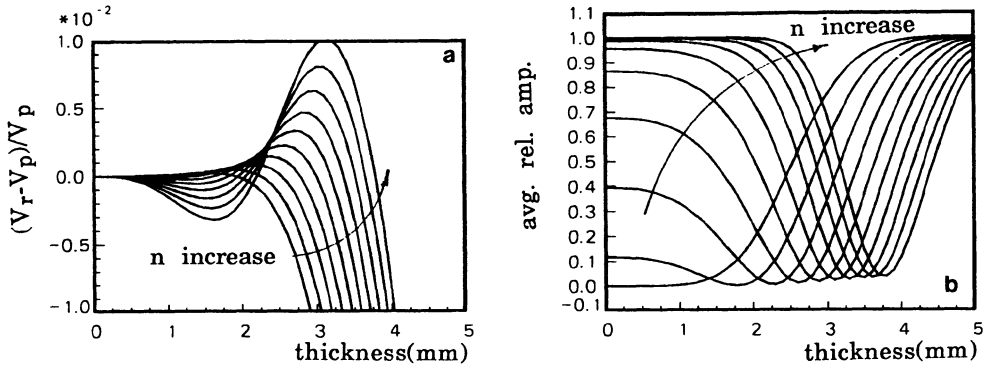 *10⁻²
1.0
0.5
0.0
-0.5
-1.0
(Vr-Vp)/Vp
a
n increase
0 1 2 3 4 5
thickness(mm)
1.1
1.0
0.9
0.8
0.7
0.6
0.5
0.4
0.3
0.2
0.1
0.0
-0.1
avg. rel. amp.
n increase
b
0 1 2 3 4 5
thickness(mm)